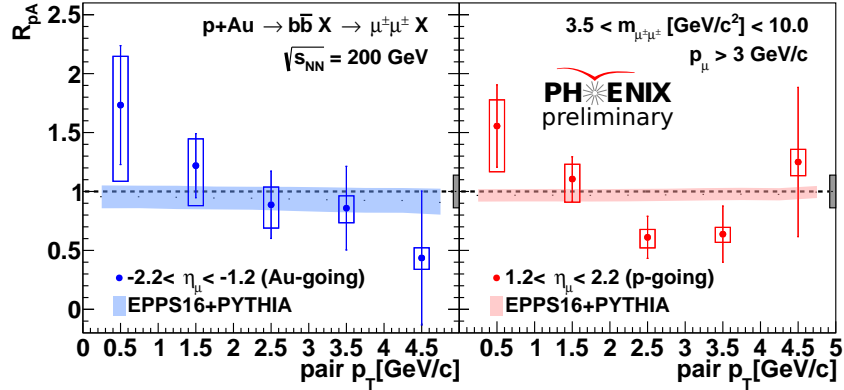 R_pA
p+Au → bb̅ X → μ±μ± X
√s_NN = 200 GeV
2
1.5
1
0.5
0
-2.2< η_μ < -1.2 (Au-going)
EPPS16+PYTHIA
0 0.5 1 1.5 2 2.5 3 3.5 4 4.5
pair p_T[GeV/c]
3.5 < m_μ±μ± [GeV/c²] < 10.0
p_μ > 3 GeV/c
PHENIX
preliminary
1.2< η_μ < 2.2 (p-going)
EPPS16+PYTHIA
0.5 1 1.5 2 2.5 3 3.5 4 4.5 5
pair p_T[GeV/c]